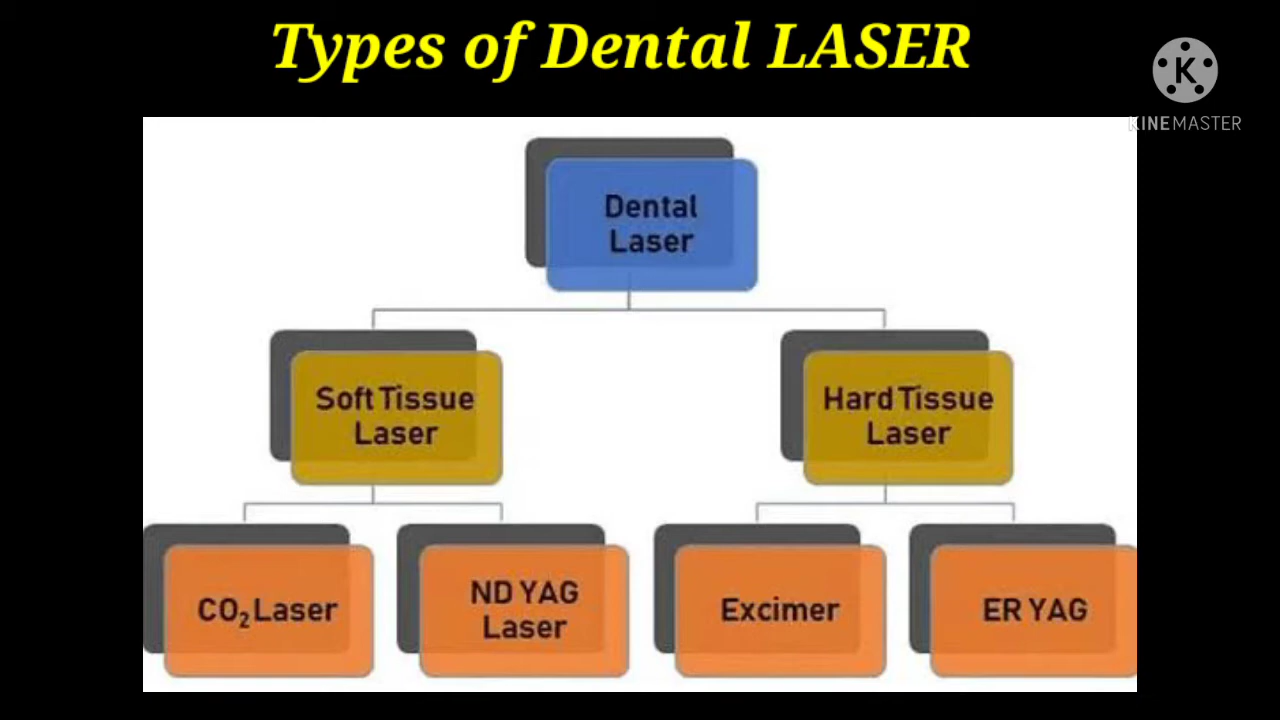 Types of Dental LASER
K
KINEMASTER
Dental
Laser
Soft Tissue
Laser
Hard Tissue
Laser
CO₂ Laser
ND YAG
Laser
Excimer
ER YAG